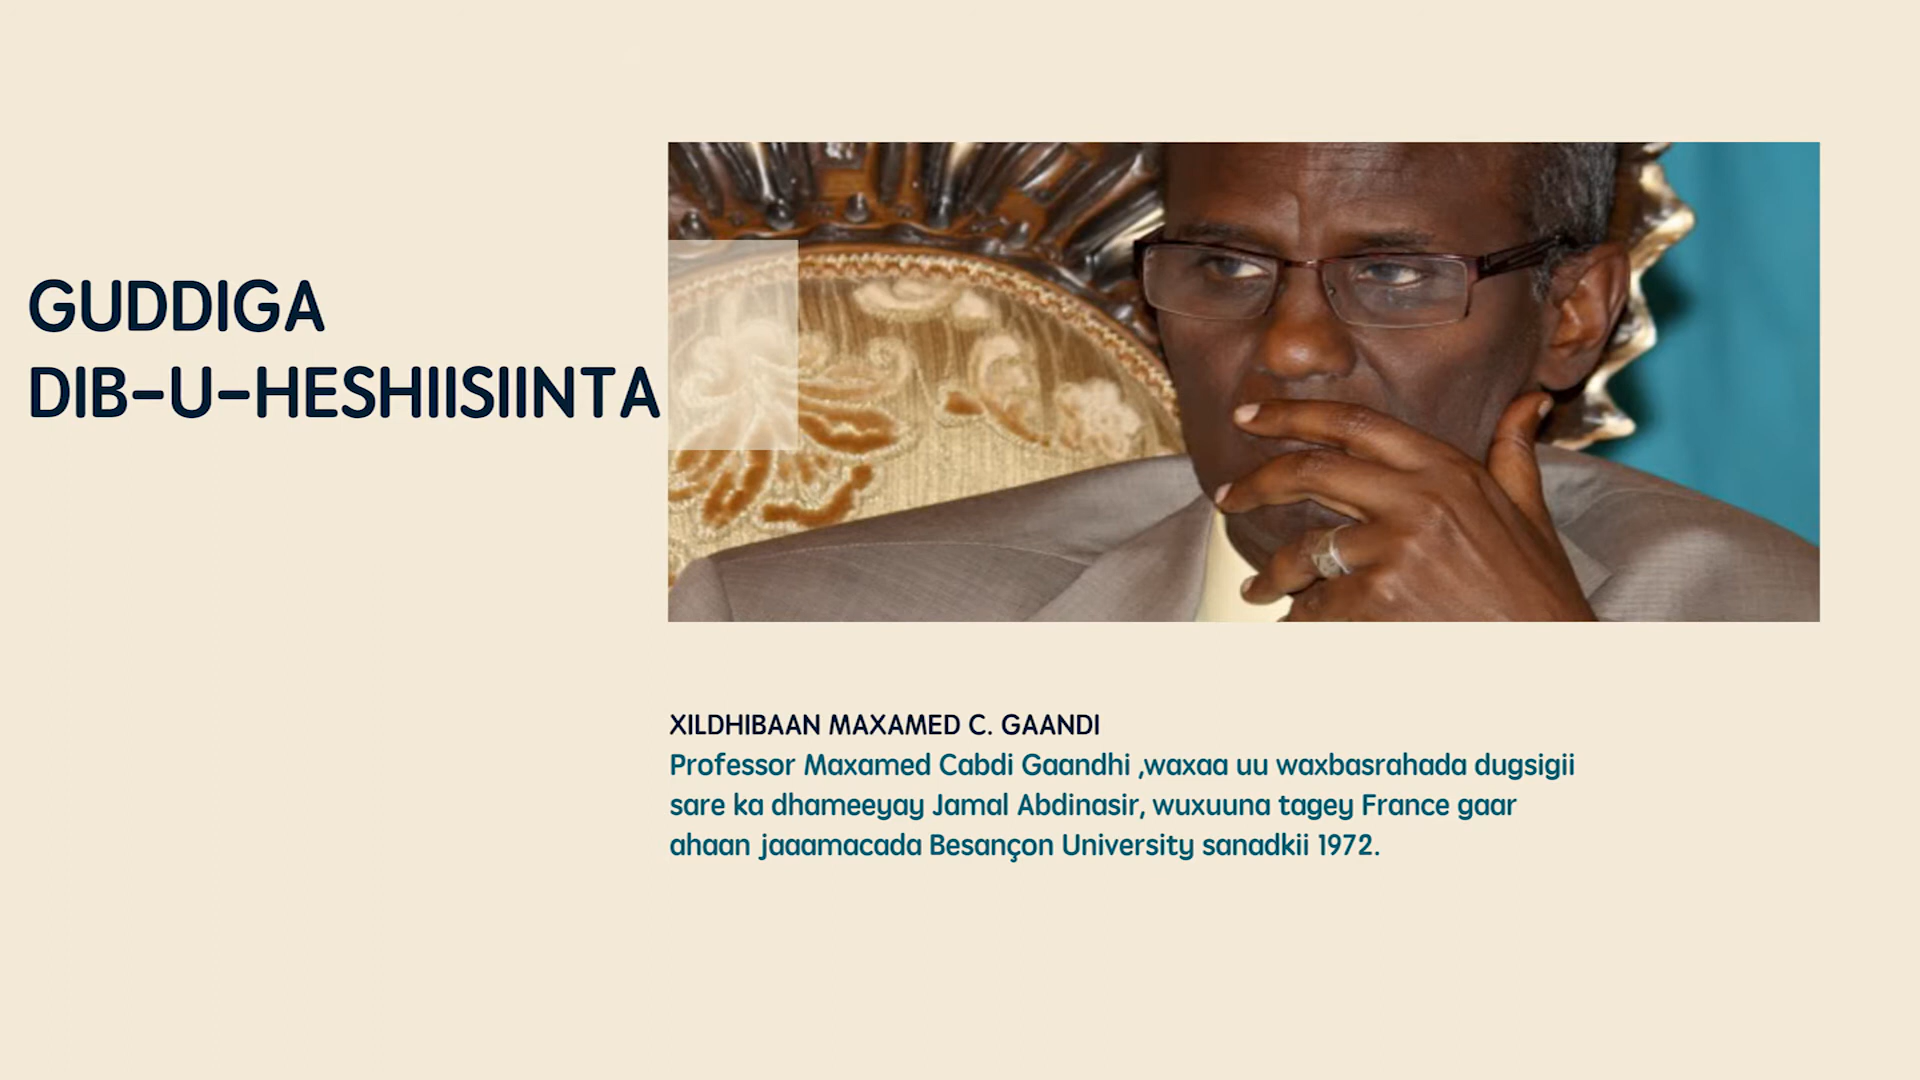 GUDDIGA
DIB-U-HESHIISIINTA
XILDHIBAAN MAXAMED C. GAANDI
Professor Maxamed Cabdi Gaandhi ,waxaa uu waxbasrahada dugsigii
sare ka dhameeyay Jamal Abdinasir, wuxuuna tagey France gaar
ahaan jaaamacada Besançon University sanadkii 1972.